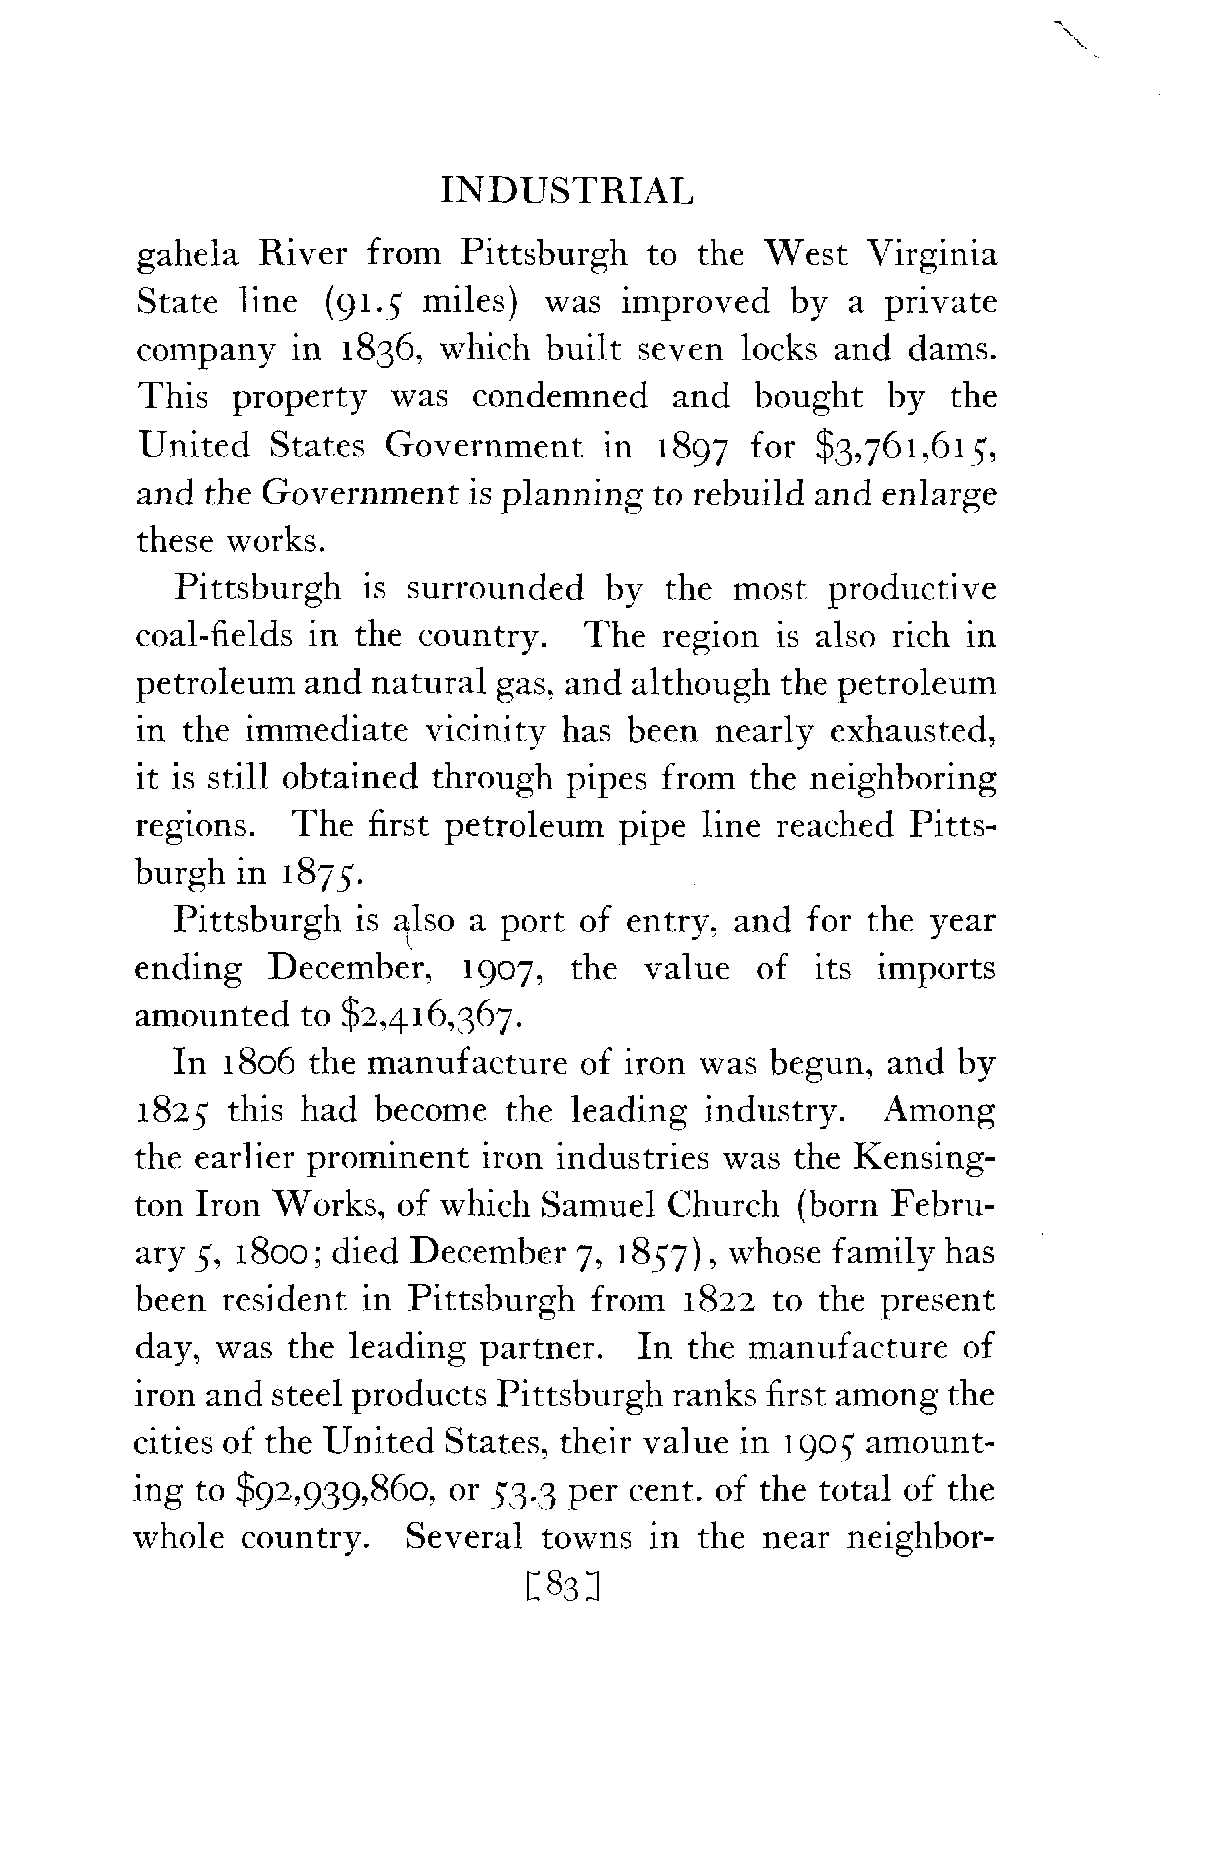 INDUSTRIAL
gahela River from Pittsburgh to the West Virginia
State line (91.5 miles) was improved by a private
company in 1836, which built seven locks and dams.
This property was condemned and bought by the
United States Government in 1897 for $3,761,615,
and the Government is planning to rebuild and enlarge
these works.
Pittsburgh is surrounded by the most productive
coal-fields in the country. The region is also rich in
petroleum and natural gas, and although the petroleum
in the immediate vicinity has been nearly exhausted,
it is still obtained through pipes from the neighboring
regions. The first petroleum pipe line reached Pitts-
burgh in 1875.
Pittsburgh is also a port of entry, and for the year
ending December, 1907, the value of its imports
amounted to $2,416,367.
In 1806 the manufacture of iron was begun, and by
1825 this had become the leading industry. Among
the earlier prominent iron industries was the Kensing-
ton Iron Works, of which Samuel Church (born Febru-
ary 5, 1800; died December 7, 1857), whose family has
been resident in Pittsburgh from 1822 to the present
day, was the leading partner. In the manufacture of
iron and steel products Pittsburgh ranks first among the
cities of the United States, their value in 1905 amount-
ing to $92,939,860, or 53.3 per cent. of the total of the
whole country. Several towns in the near neighbor-
[83]